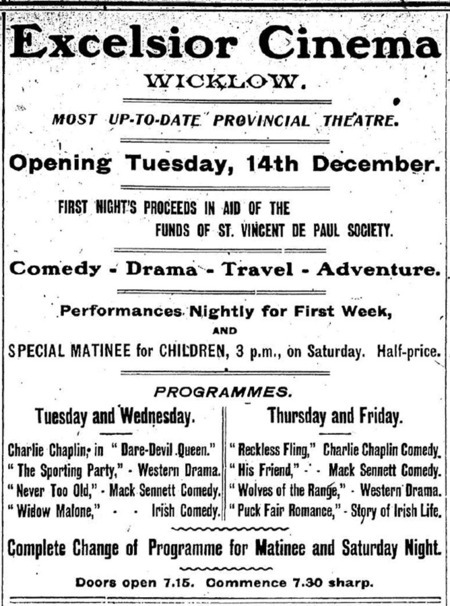 Excelsior Cinema
WICKLOW.
MOST UP-TO-DATE PROVINCIAL THEATRE.
Opening Tuesday, 14th December.
FIRST NIGHT'S PROCEEDS IN AID OF THE
FUNDS OF ST. VINCENT DE PAUL SOCIETY.
Comedy - Drama - Travel - Adventure.
Performances Nightly for First Week,
AND
SPECIAL MATINEE for CHILDREN, 3 p.m., on Saturday. Half-price.
PROGRAMMES.
Tuesday and Wednesday.
Charlie Chaplin, in "Dare-Devil Queen."
"The Sporting Party," - Western Drama.
"Never Too Old," - Mack Sennett Comedy.
"Widow Malone," - - Irish Comedy.
Thursday and Friday.
"Reckless Fling," Charlie Chaplin Comedy.
"His Friend," - - Mack Sennett Comedy.
"Wolves of the Range," - Western Drama.
"Puck Fair Romance," - Story of Irish Life.
Complete Change of Programme for Matinee and Saturday Night.
Doors open 7.15. Commence 7.30 sharp.